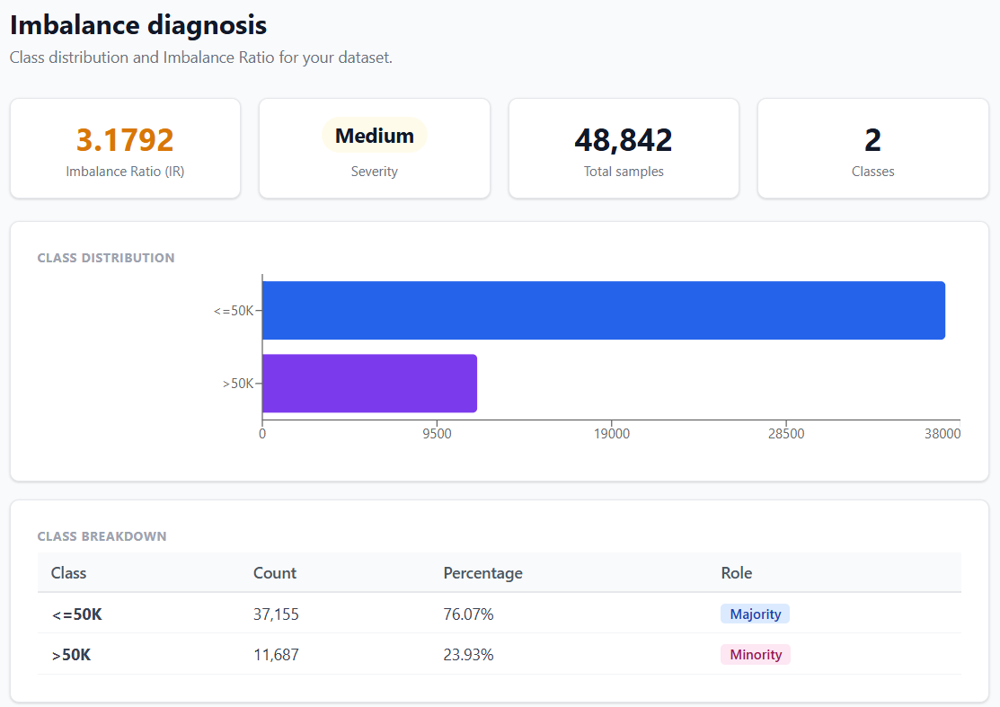 Imbalance diagnosis
Class distribution and Imbalance Ratio for your dataset.
3.1792
Imbalance Ratio (IR)
Medium
Severity
48,842
Total samples
2
Classes
CLASS DISTRIBUTION
<=50K
>50K
0 9500 19000 28500 38000
CLASS BREAKDOWN
Class Count Percentage Role
<=50K 37,155 76.07% Majority
>50K 11,687 23.93% Minority